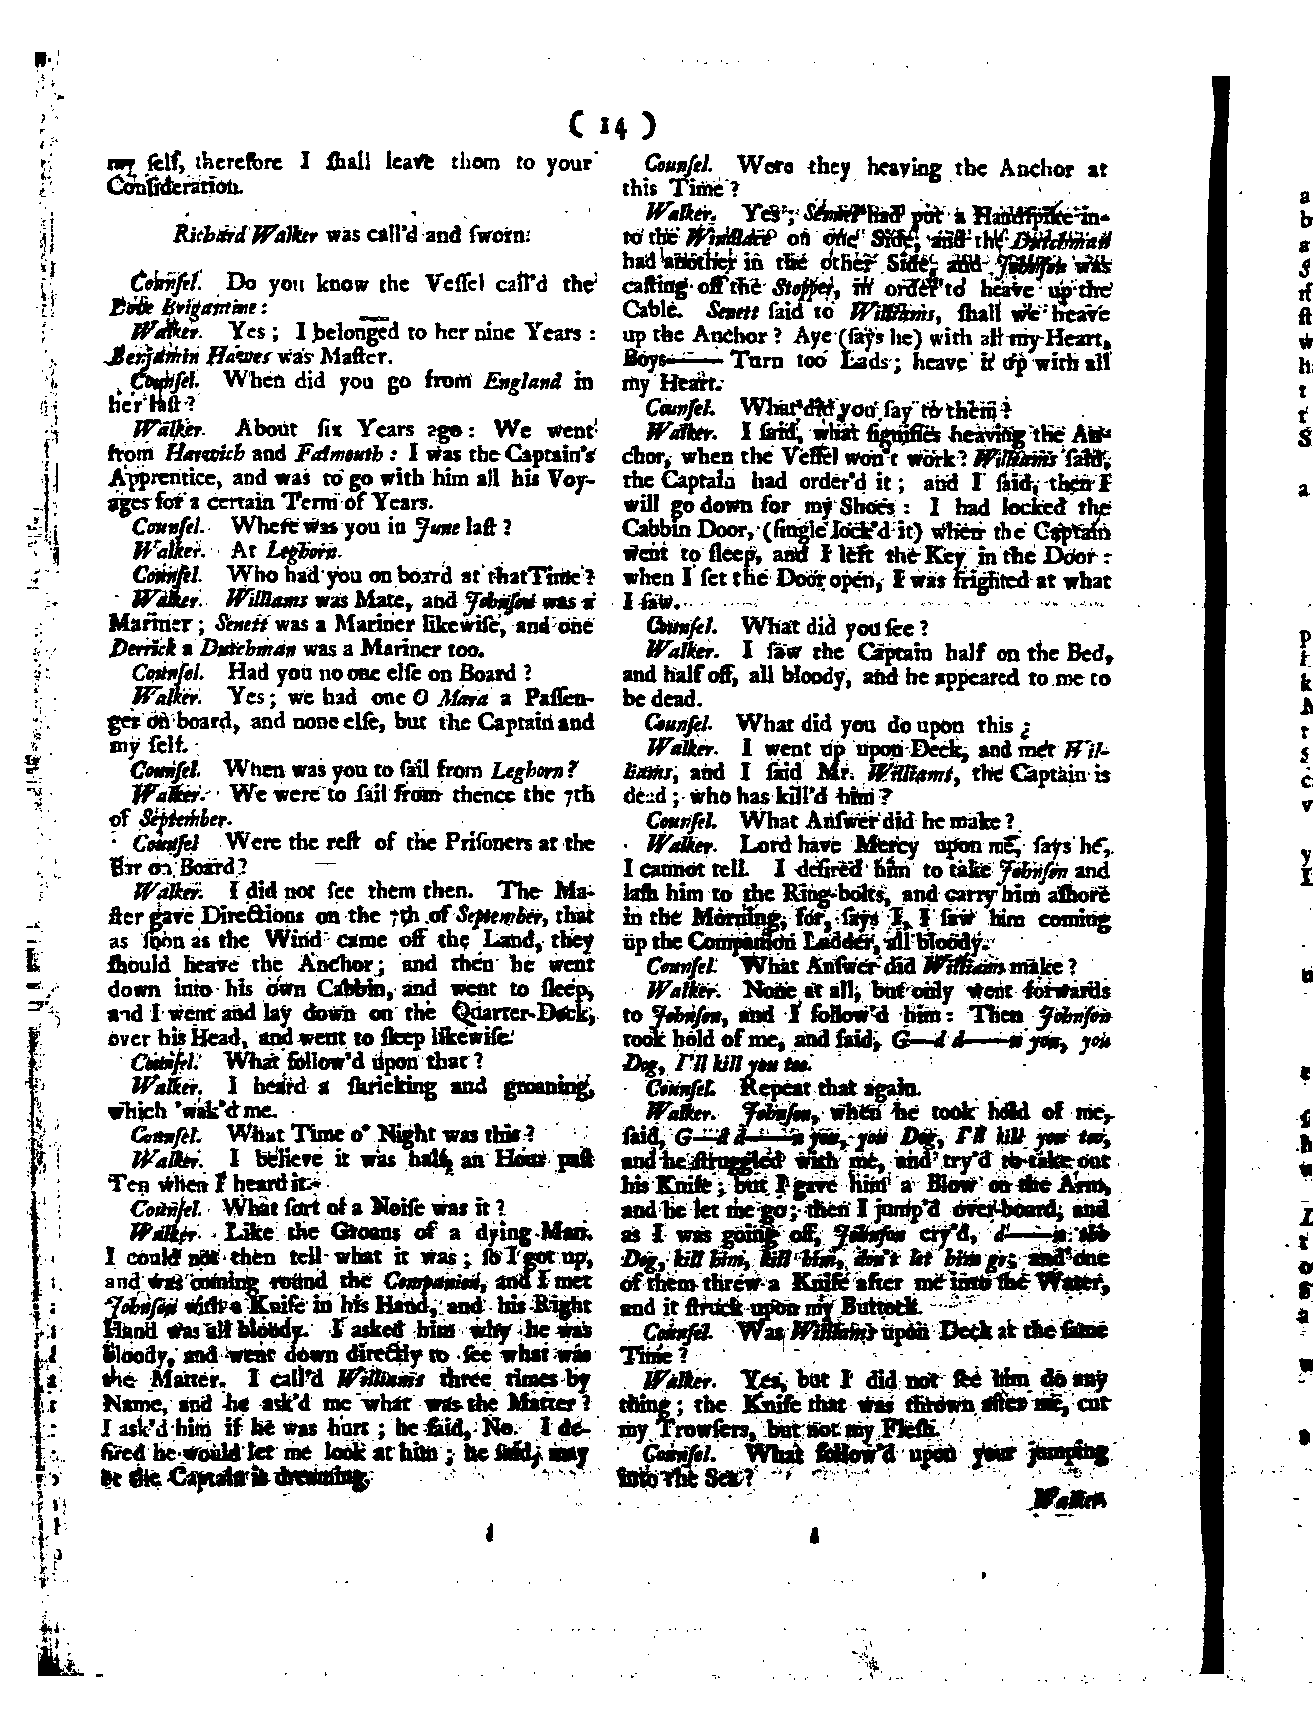 ( 14 )
my ſelf, therefore I ſhall leave them to your
Conſideration.
Richard Walker was call'd and ſworn:
Counſel. Do you know the Veſſel call'd the
Dove Brigantine:
Walker. Yes; I belonged to her nine Years:
Benjamin Hawes was Maſter.
Counſel. When did you go from England in
her laſt?
Walker. About ſix Years ago: We went
from Harwich and Falmouth: I was the Captain's
Apprentice, and was to go with him all his Voy-
ages for a certain Term of Years.
Counſel. Where was you in June laſt?
Walker. At Leghorn.
Counſel. Who had you on board at that Time?
Walker. Williams was Mate, and Johnſon was a
Mariner; Senett was a Mariner likewiſe, and one
Derrick a Dutchman was a Mariner too.
Counſel. Had you no one elſe on Board?
Walker. Yes; we had one O Mara a Paſſen-
ger on board, and none elſe, but the Captain and
my ſelf.
Counſel. When was you to ſail from Leghorn?
Walker. We were to ſail from thence the 7th
of September.
Counſel Were the reſt of the Priſoners at the
Bar on Board?
Walker. I did not ſee them then. The Ma-
ſter gave Directions on the 7th of September, that
as ſoon as the Wind came off the Land, they
ſhould heave the Anchor; and then he went
down into his own Cabbin, and went to ſleep,
and I went and lay down on the Quarter-Deck,
over his Head, and went to ſleep likewiſe.
Counſel. What follow'd upon that?
Walker. I heard a ſhrieking and groaning,
which wak'd me.
Counſel. What Time o' Night was this?
Walker. I believe it was half an Hour paſt
Ten when I heard it.
Counſel. What ſort of a Noiſe was it?
Walker. Like the Groans of a dying Man.
I could not then tell what it was; ſo I got up,
and was coming round the Companion, and I met
Johnſon with a Knife in his Hand, and his Right
Hand was all bloody. I asked him why he was
bloody, and went down directly to ſee what was
the Matter. I call'd Williams three times by
Name, and he ask'd me what was the Matter?
I ask'd him if he was hurt; he ſaid, No. I de-
ſired he would let me look at him; he ſaid, may
be the Captain is dreaming.
Counſel. Were they heaving the Anchor at
this Time?
Walker. Yes; Senett had put a Handſpike in-
to the Windlace on one Side, and the Dutchman
had another in the other Side, and Johnſon was
caſting off the Stopper, in order to heave up the
Cable. Senett ſaid to Williams, ſhall we heave
up the Anchor? Aye (ſays he) with all my Heart,
Boys—— Turn too Lads; heave it up with all
my Heart.
Counſel. What did you ſay to them?
Walker. I ſaid, what ſignifies heaving the An-
chor, when the Veſſel won't work? Williams ſaid,
the Captain had order'd it; and I ſaid, then I
will go down for my Shoes: I had locked the
Cabbin Door, (ſingle lock'd it) when the Captain
went to ſleep, and I left the Key in the Door:
when I ſet the Door open, I was frighted at what
I ſaw.
Counſel. What did you ſee?
Walker. I ſaw the Captain half on the Bed,
and half off, all bloody, and he appeared to me to
be dead.
Counſel. What did you do upon this;
Walker. I went up upon Deck, and met Wil-
liams, and I ſaid Mr. Williams, the Captain is
dead; who has kill'd him?
Counſel. What Anſwer did he make?
Walker. Lord have Mercy upon me, ſays he,
I cannot tell. I deſired him to take Johnſon and
laſh him to the Ring-bolts, and carry him aſhore
in the Morning; for, ſays I, I ſaw him coming
up the Companion Ladder, all bloody.
Counſel. What Anſwer did Williams make?
Walker. None at all, but only went forwards
to Johnſon, and I follow'd him: Then Johnſon
took hold of me, and ſaid, G—d d——n you, you
Dog, I'll kill you too.
Counſel. Repeat that again.
Walker. Johnſon, when he took hold of me,
ſaid, G—d d——n you, you Dog, I'll kill you too,
and he ſtruggled with me, and try'd to take out
his Knife; but I gave him a Blow on the Arm,
and he let me go; then I jump'd over-board; and
as I was going off, Johnſon cry'd, d——n the
Dog, kill him, kill him, don't let him go; and one
of them threw a Knife after me into the Water,
and it ſtruck upon my Buttock.
Counſel. Was Williams upon Deck at the ſame
Time?
Walker. Yes, but I did not ſee him do any
thing; the Knife that was thrown after me, cut
my Trowſers, but not my Fleſh.
Counſel. What follow'd upon your jumping
into the Sea?
Walker.